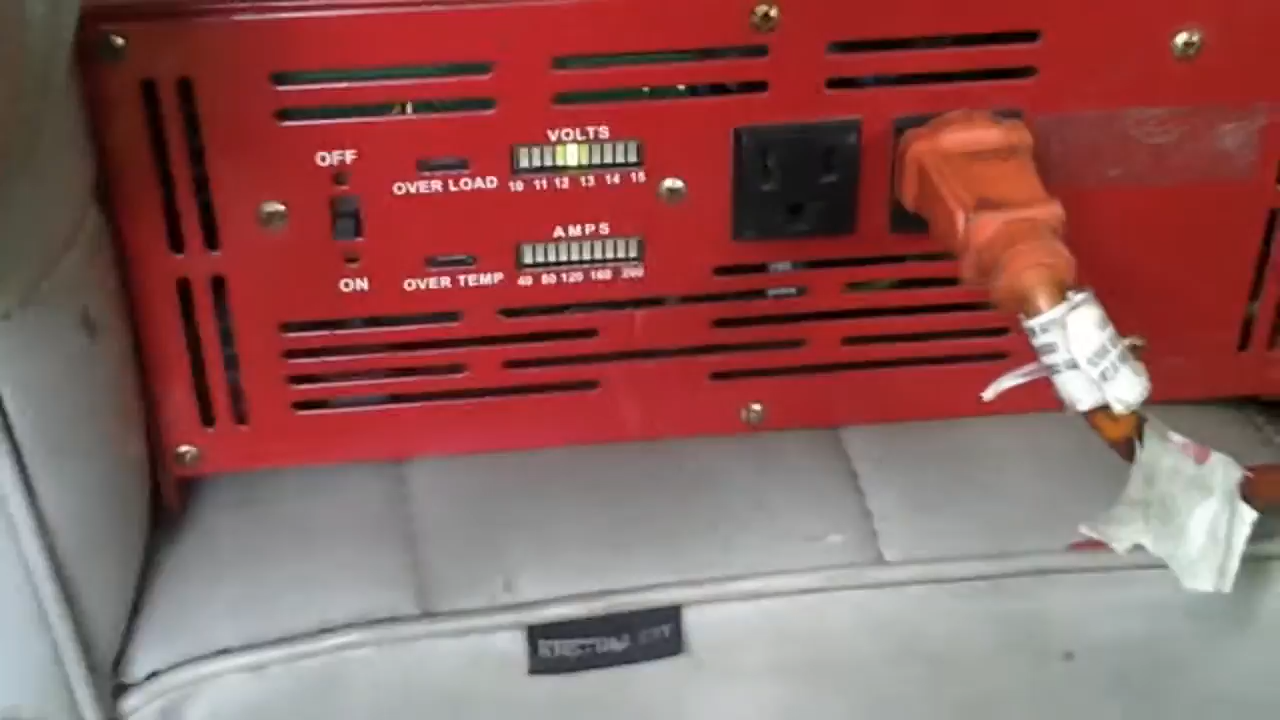 VOLTS
OFF
OVER LOAD
10 11 12 13 14 15
AMPS
ON
OVER TEMP
40 80 120 160 200